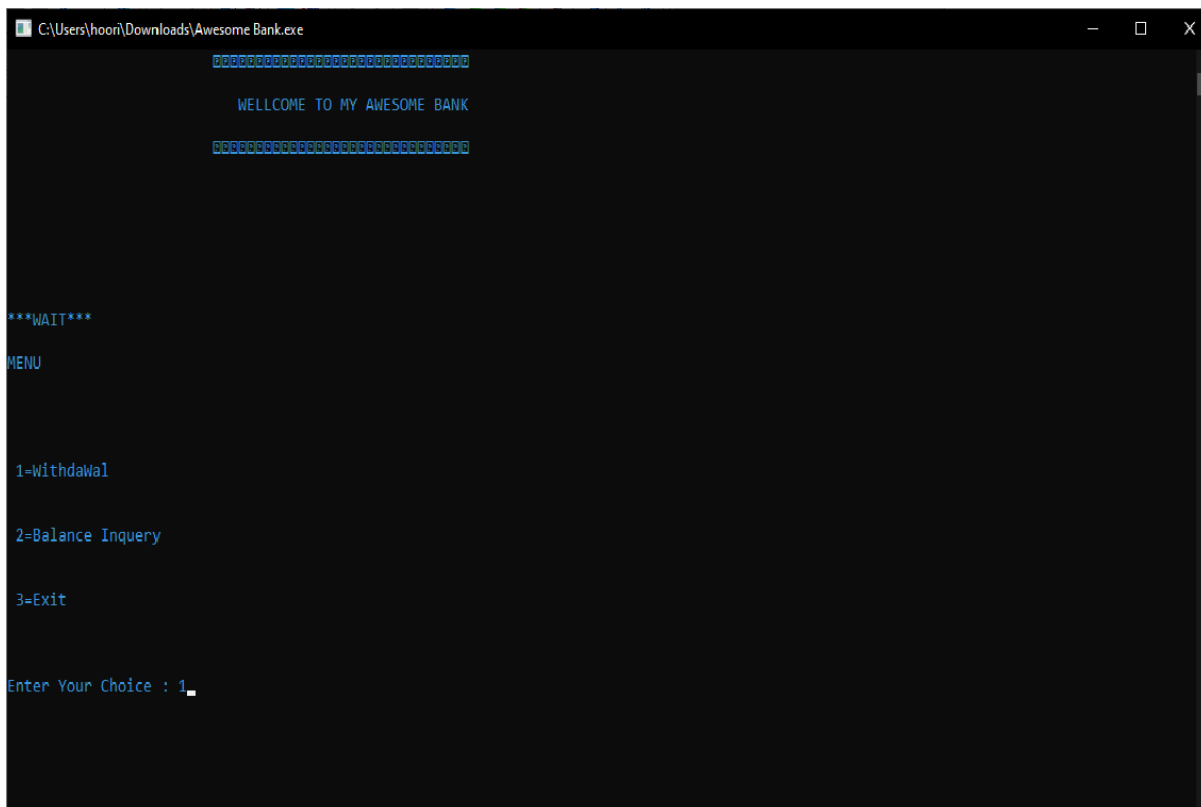 C:\Users\hoori\Downloads\Awesome Bank.exe
WELLCOME TO MY AWESOME BANK
***WAIT***
MENU
1=WithdaWal
2=Balance Inquery
3=Exit
Enter Your Choice : 1